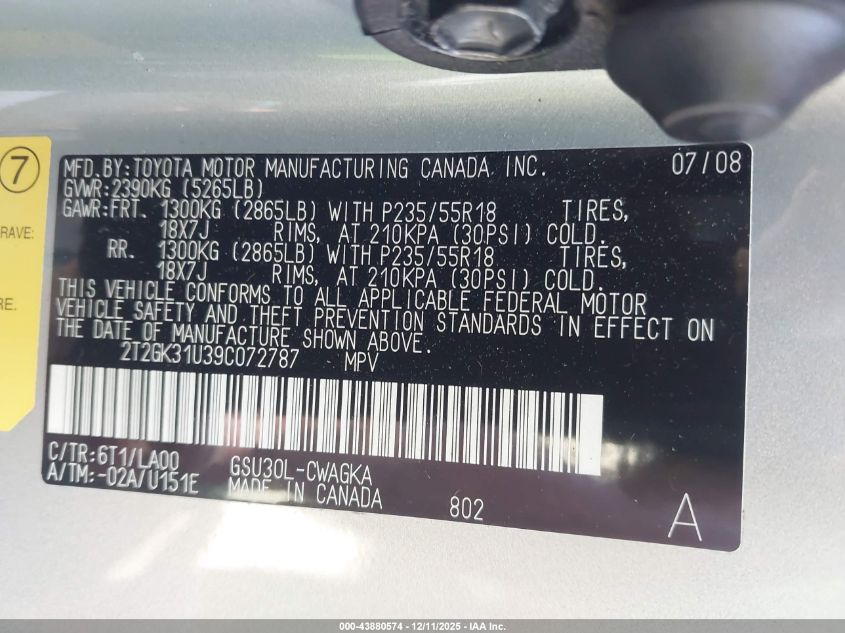 7
RAVE:
RE.
MFD.BY:TOYOTA MOTOR MANUFACTURING CANADA INC. 07/08
GVWR:2390KG (5265LB)
GAWR:FRT. 1300KG (2865LB) WITH P235/55R18 TIRES,
18X7J RIMS, AT 210KPA (30PSI) COLD.
RR. 1300KG (2865LB) WITH P235/55R18 TIRES,
18X7J RIMS, AT 210KPA (30PSI) COLD.
THIS VEHICLE CONFORMS TO ALL APPLICABLE FEDERAL MOTOR
VEHICLE SAFETY AND THEFT PREVENTION STANDARDS IN EFFECT ON
THE DATE OF MANUFACTURE SHOWN ABOVE.
2T2GK31U39C072787 MPV
C/TR:6T1/LA00 GSU30L-CWAGKA
A/TM:-02A/U151E MADE IN CANADA 802 A
000-43880574 - 12/11/2025 - IAA Inc.